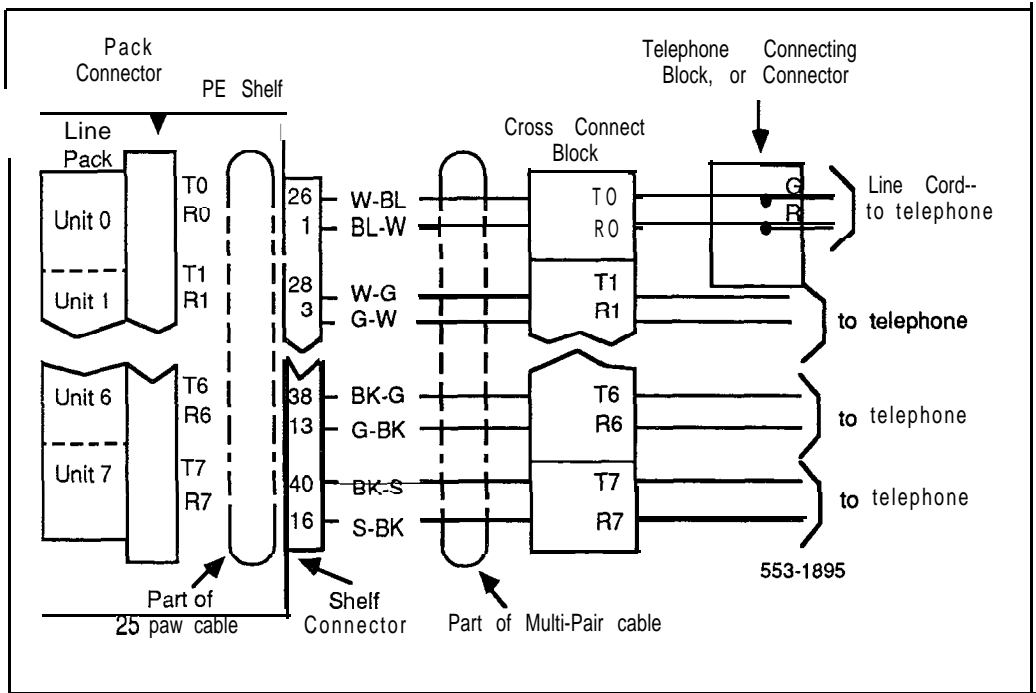 Pack
Connector
PE Shelf
Telephone Connecting
Block, or Connector
Line
Pack
Cross Connect
Block
T0
R0
Unit 0
26 W-BL
1 BL-W
T0
R0
G
R
Line Cord--
to telephone
T1
R1
Unit 1
28 W-G
3 G-W
T1
R1
to telephone
Unit 6
T6
R6
38 BK-G
13 G-BK
T6
R6
to telephone
Unit 7
T7
R7
40 BK-S
16 S-BK
T7
R7
to telephone
553-1895
Part of
25 paw cable
Shelf
Connector
Part of Multi-Pair cable